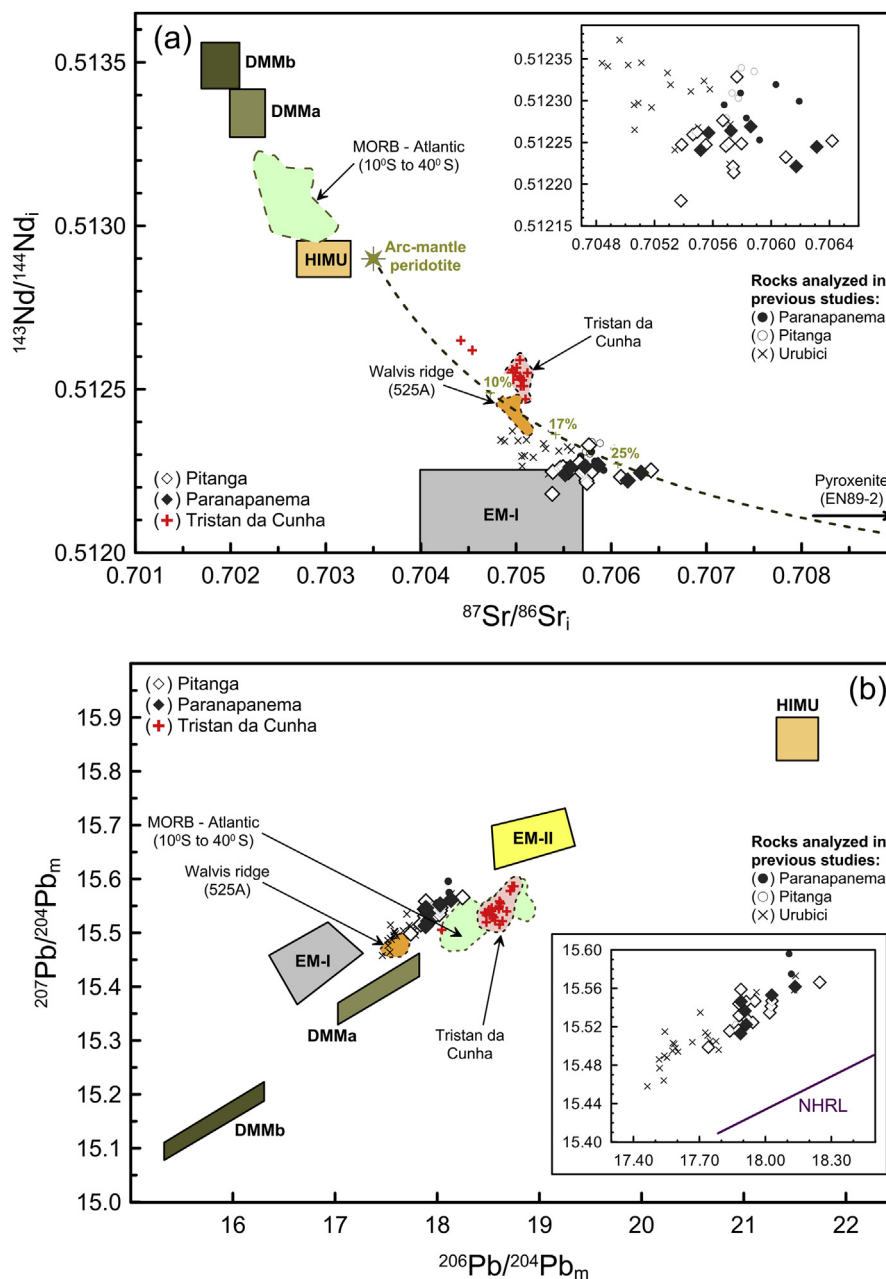 (a)
0.5135
0.5130
0.5125
0.5120
¹⁴³Nd/¹⁴⁴Ndᵢ
DMMb
DMMa
MORB - Atlantic
(10⁰S to 40⁰ S)
HIMU
Arc-mantle
peridotite
Tristan da
Cunha
Walvis ridge
(525A)
10%
17%
25%
EM-I
Pyroxenite
(EN89-2)
(◇) Pitanga
(◆) Paranapanema
(+) Tristan da Cunha
0.51235
0.51230
0.51225
0.51220
0.51215
0.7048 0.7052 0.7056 0.7060 0.7064
Rocks analyzed in
previous studies:
(●) Paranapanema
(○) Pitanga
(×) Urubici
0.701 0.702 0.703 0.704 0.705 0.706 0.707 0.708
⁸⁷Sr/⁸⁶Srᵢ
(b)
(◇) Pitanga
(◆) Paranapanema
(+) Tristan da Cunha
15.9
15.8
15.7
15.6
15.5
15.4
15.3
15.2
15.1
15.0
²⁰⁷Pb/²⁰⁴Pbₘ
HIMU
MORB - Atlantic
(10⁰S to 40⁰ S)
EM-II
Walvis ridge
(525A)
EM-I
DMMa
Tristan da
Cunha
DMMb
Rocks analyzed in
previous studies:
(●) Paranapanema
(○) Pitanga
(×) Urubici
15.60
15.56
15.52
15.48
15.44
15.40
NHRL
17.40 17.70 18.00 18.30
16 17 18 19 20 21 22
²⁰⁶Pb/²⁰⁴Pbₘ